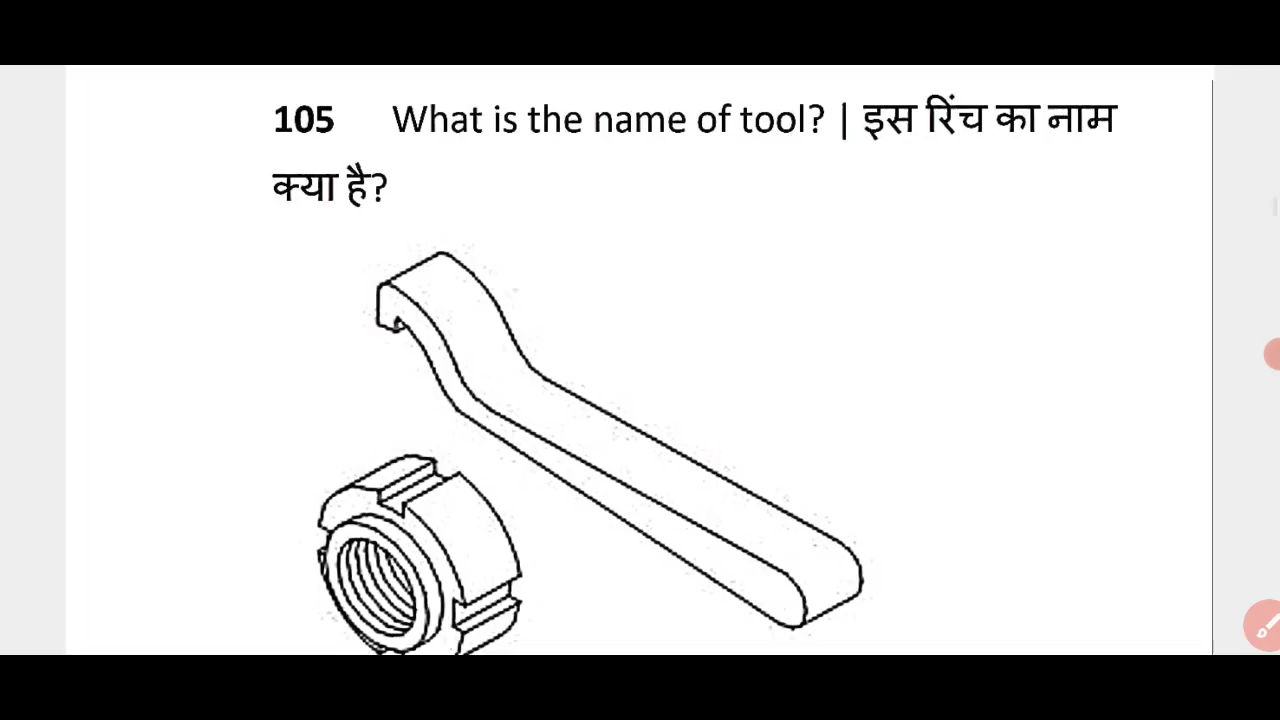 105 What is the name of tool? | इस रिंच का नाम
क्या है?